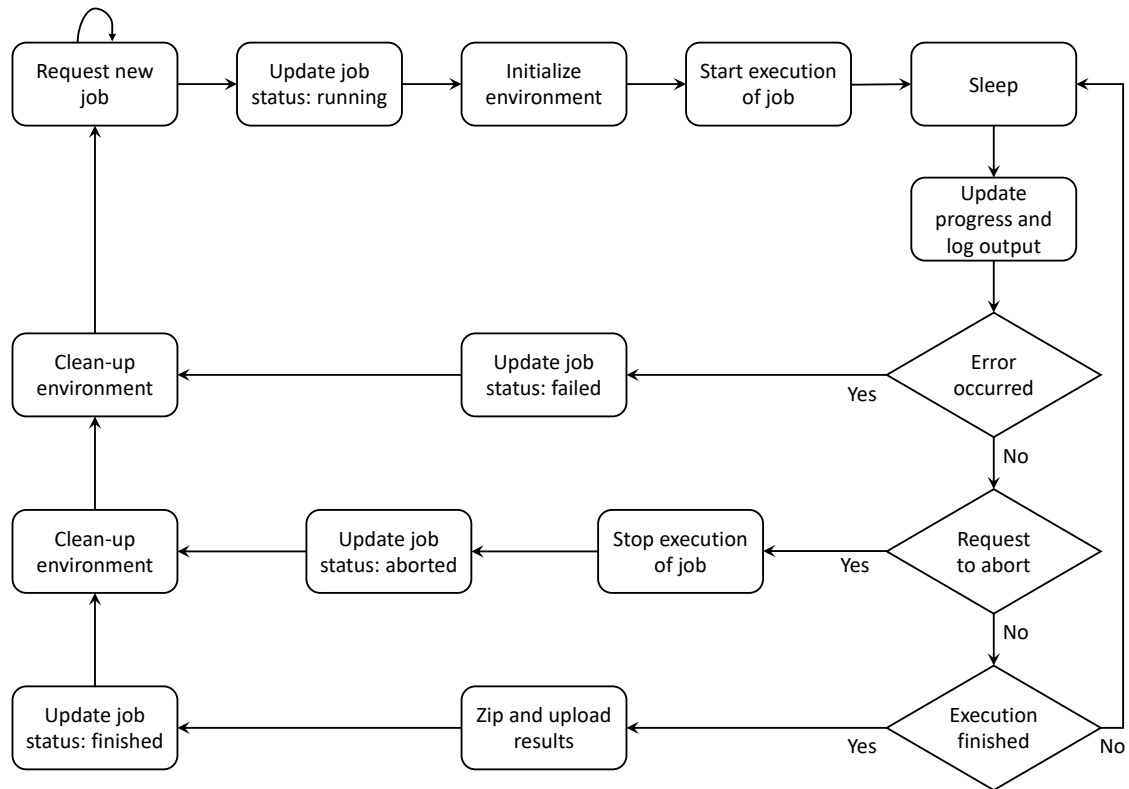 Request new
job
Update job
status: running
Initialize
environment
Start execution
of job
Sleep
Update
progress and
log output
Clean-up
environment
Update job
status: failed
Yes
Error
occurred
No
Clean-up
environment
Update job
status: aborted
Stop execution
of job
Yes
Request
to abort
No
Update job
status: finished
Zip and upload
results
Yes
Execution
finished
No